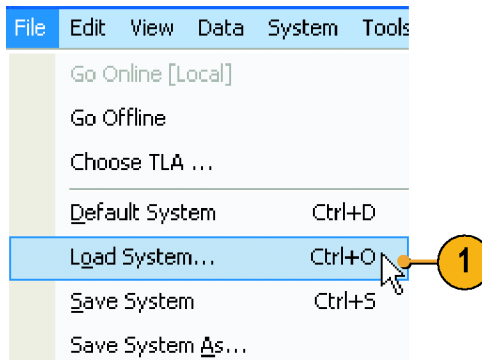 File Edit View Data System Tools
Go Online [Local]
Go Offline
Choose TLA ...
Default System Ctrl+D
Load System... Ctrl+O
1
Save System Ctrl+S
Save System As...